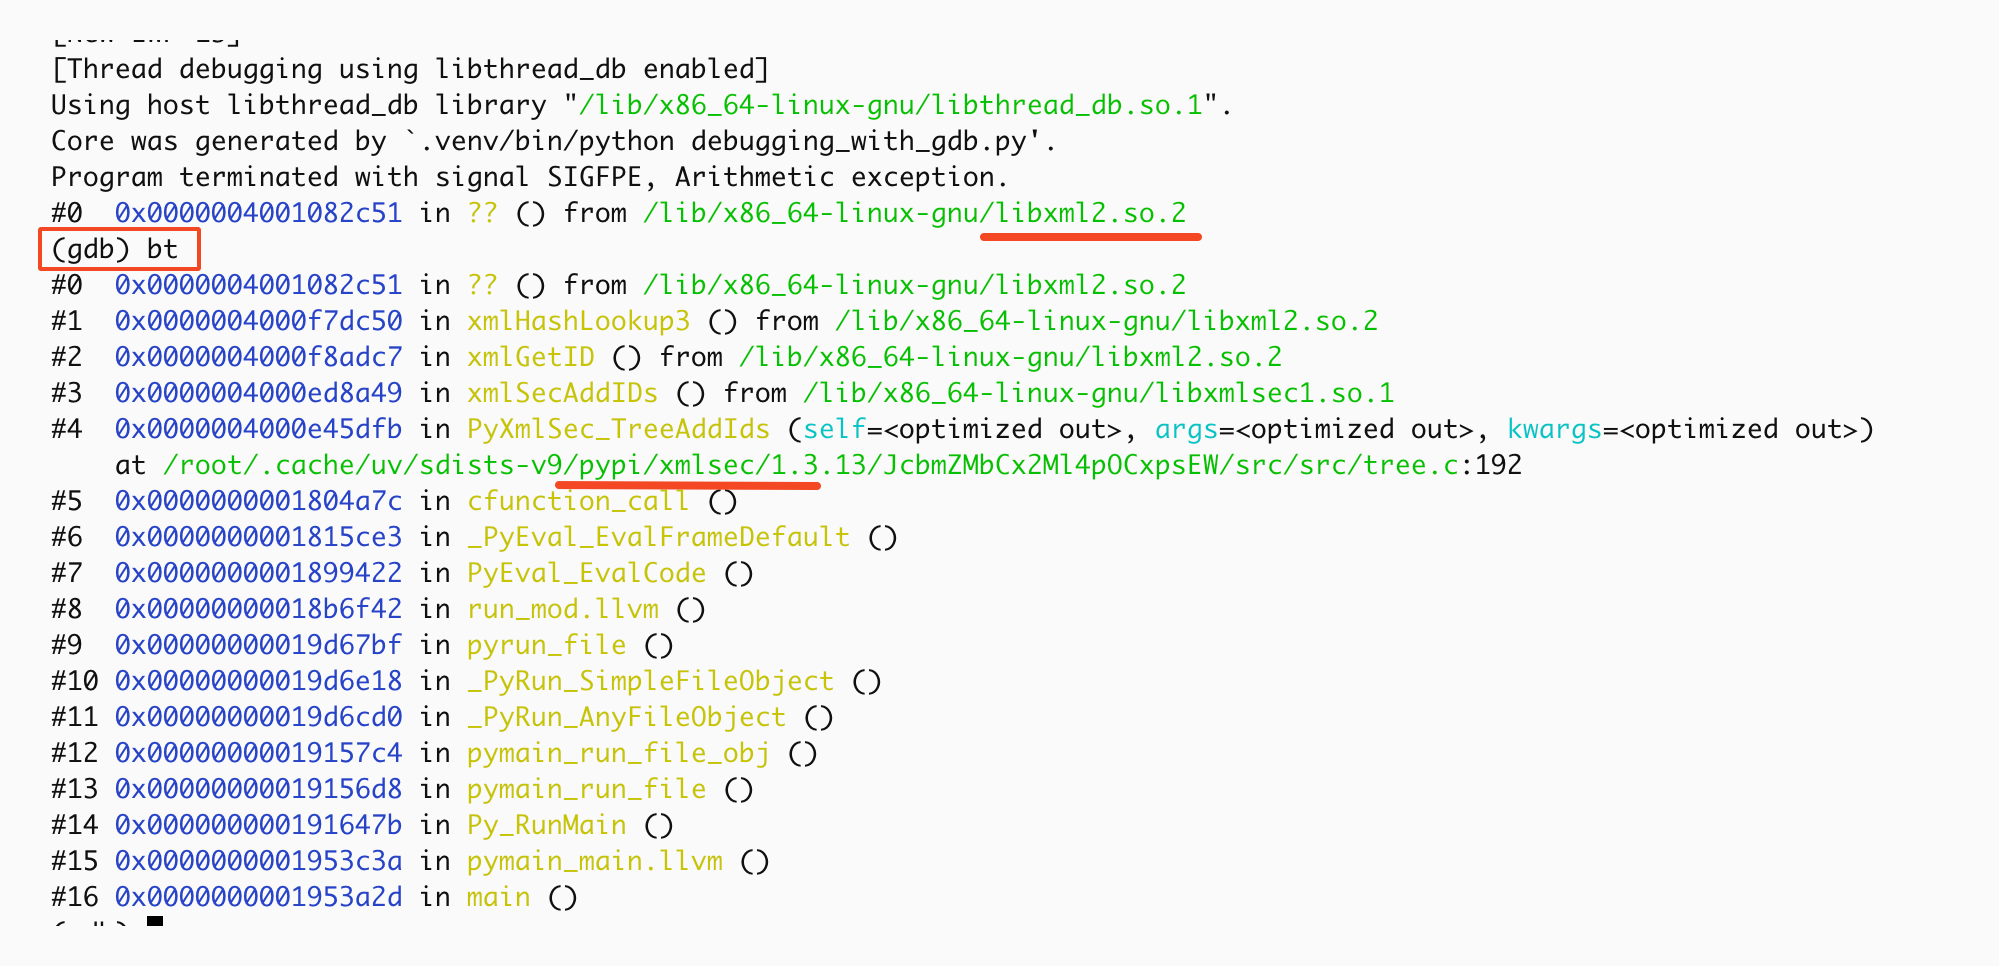 [Thread debugging using libthread_db enabled]
Using host libthread_db library "/lib/x86_64-linux-gnu/libthread_db.so.1".
Core was generated by `.venv/bin/python debugging_with_gdb.py'.
Program terminated with signal SIGFPE, Arithmetic exception.
#0  0x0000004001082c51 in ?? () from /lib/x86_64-linux-gnu/libxml2.so.2
(gdb) bt
#0  0x0000004001082c51 in ?? () from /lib/x86_64-linux-gnu/libxml2.so.2
#1  0x0000004000f7dc50 in xmlHashLookup3 () from /lib/x86_64-linux-gnu/libxml2.so.2
#2  0x0000004000f8adc7 in xmlGetID () from /lib/x86_64-linux-gnu/libxml2.so.2
#3  0x0000004000ed8a49 in xmlSecAddIDs () from /lib/x86_64-linux-gnu/libxmlsec1.so.1
#4  0x0000004000e45dfb in PyXmlSec_TreeAddIds (self=<optimized out>, args=<optimized out>, kwargs=<optimized out>)
    at /root/.cache/uv/sdists-v9/pypi/xmlsec/1.3.13/JcbmZMbCx2Ml4pOCxpsEW/src/src/tree.c:192
#5  0x0000000001804a7c in cfunction_call ()
#6  0x0000000001815ce3 in _PyEval_EvalFrameDefault ()
#7  0x0000000001899422 in PyEval_EvalCode ()
#8  0x00000000018b6f42 in run_mod.llvm ()
#9  0x00000000019d67bf in pyrun_file ()
#10 0x00000000019d6e18 in _PyRun_SimpleFileObject ()
#11 0x00000000019d6cd0 in _PyRun_AnyFileObject ()
#12 0x00000000019157c4 in pymain_run_file_obj ()
#13 0x00000000019156d8 in pymain_run_file ()
#14 0x000000000191647b in Py_RunMain ()
#15 0x0000000001953c3a in pymain_main.llvm ()
#16 0x0000000001953a2d in main ()